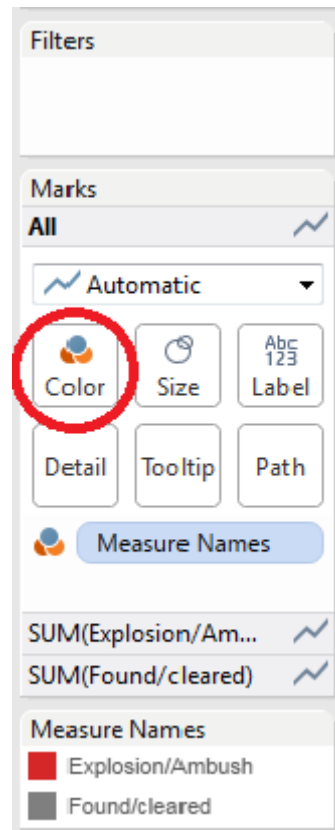 Filters
Marks
All
Automatic
Color
Size
Abc
123
Label
Detail
Tooltip
Path
Measure Names
SUM(Explosion/Am...
SUM(Found/cleared)
Measure Names
Explosion/Ambush
Found/cleared